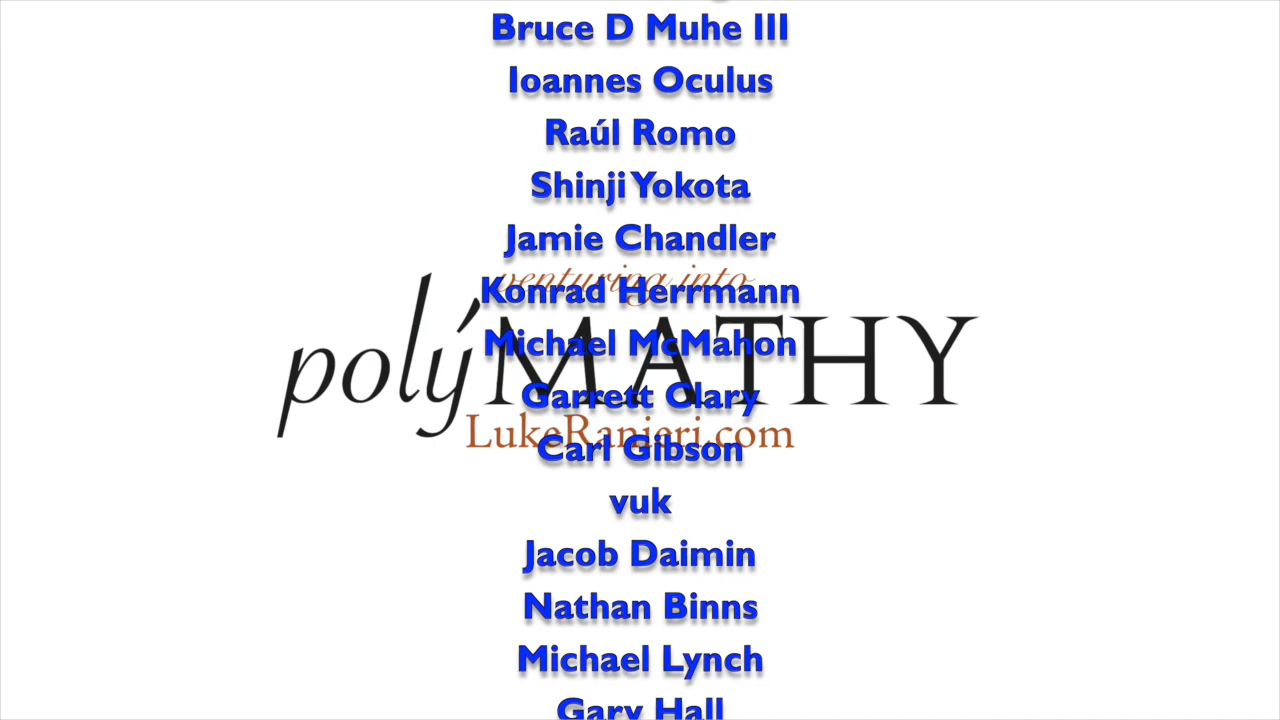 Bruce D Muhe III
Ioannes Oculus
Raúl Romo
Shinji Yokota
Jamie Chandler
venturing into
Konrad Herrmann
polýMATHY
Michael McMahon
Garrett Clary
LukeRanieri.com
Carl Gibson
vuk
Jacob Daimin
Nathan Binns
Michael Lynch
Gary Hall